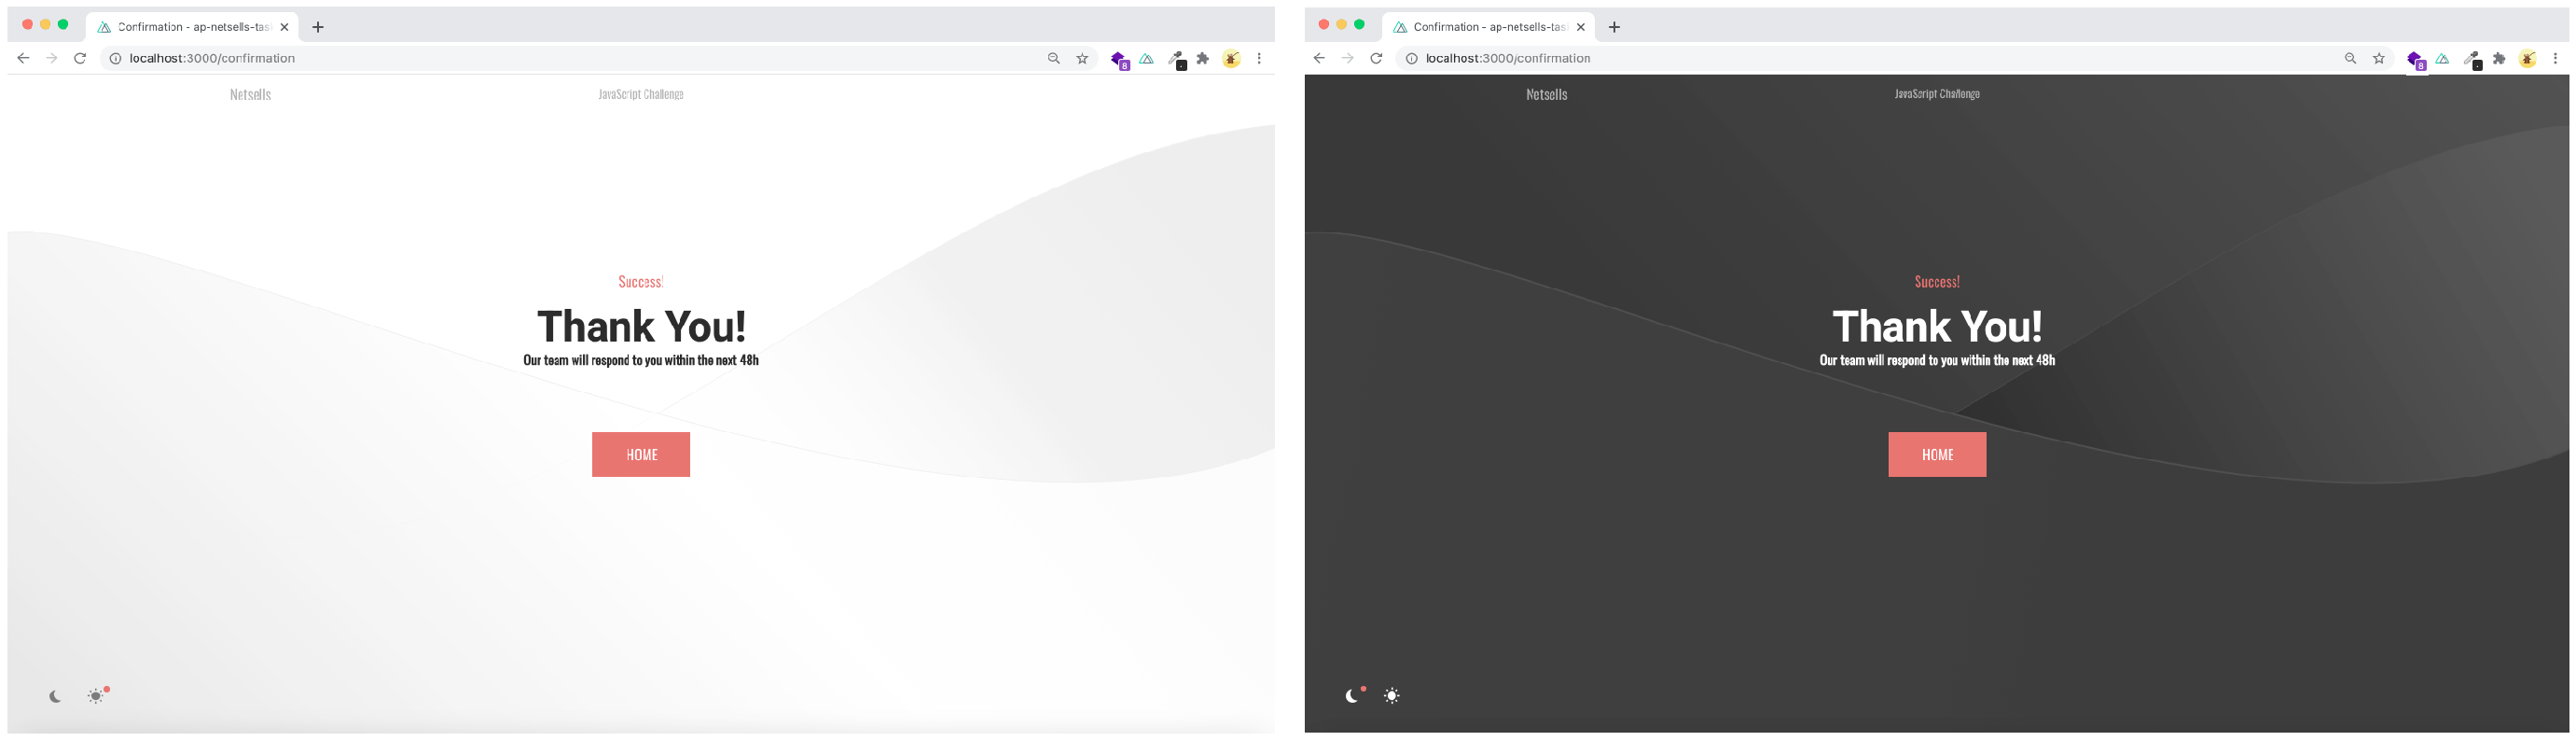 Confirmation - ap-netsells-tas
localhost:3000/confirmation
8
Netsells
JavaScript Challenge
Success!
Thank You!
Our team will respond to you within the next 48h
HOME
Confirmation - ap-netsells-tas
localhost:3000/confirmation
8
Netsells
JavaScript Challenge
Success!
Thank You!
Our team will respond to you within the next 48h
HOME